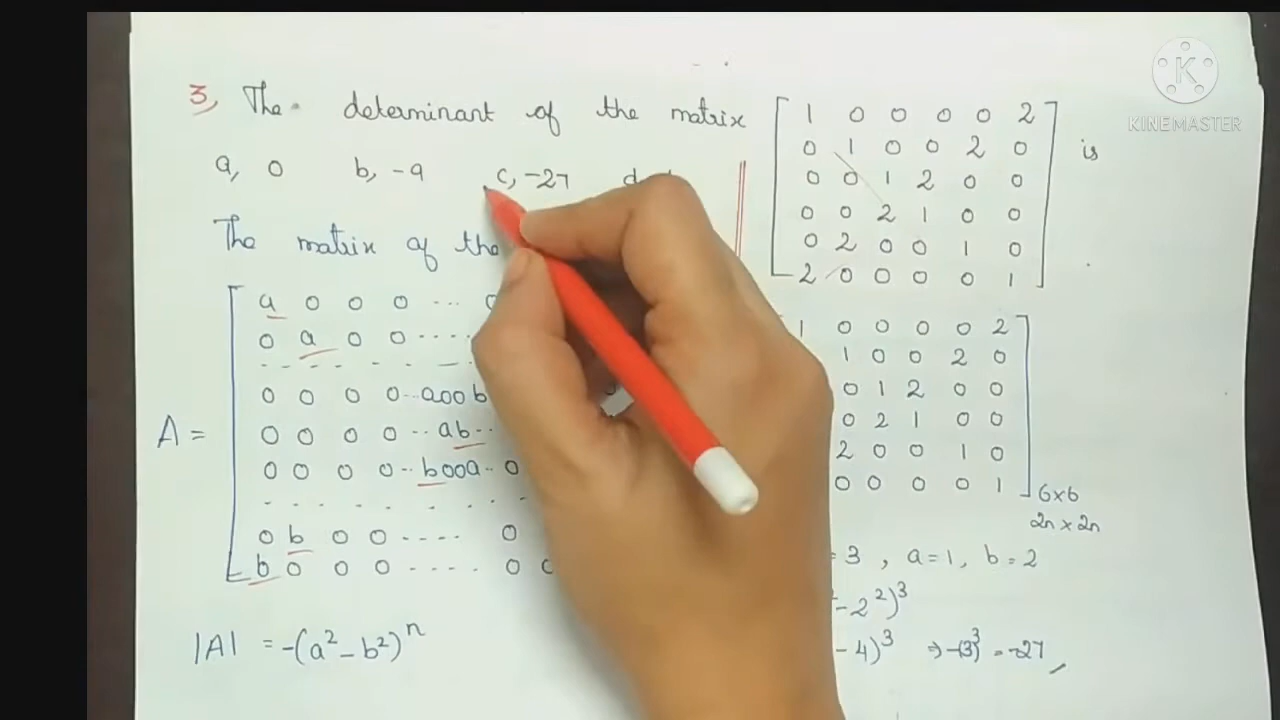 3, The determinant of the matrix
[ 1 0 0 0 0 2
0 1 0 0 2 0
0 0 1 2 0 0
0 0 2 1 0 0
0 2 0 0 1 0
2 0 0 0 0 1 ] is
a, 0 b, -9 c, -27
The matrix of the
A = [ a 0 0 0 ...
0 a 0 0 ....
0 0 0 0 .. a 0 0 b
0 0 0 0 .. a b ..
0 0 0 0 .. b 0 0 a .. 0
0 b 0 0 .... 0
b 0 0 0 .... 0
|A| = -(a² - b²)ⁿ
1 0 0 0 0 2
1 0 0 2 0
0 1 2 0 0
0 2 1 0 0
2 0 0 1 0
0 0 0 0 1 ] 6x6
2n x 2n
= 3 , a = 1, b = 2
- 2²)³
- 4)³ ⇒ -(3)³ = -27
KINEMASTER